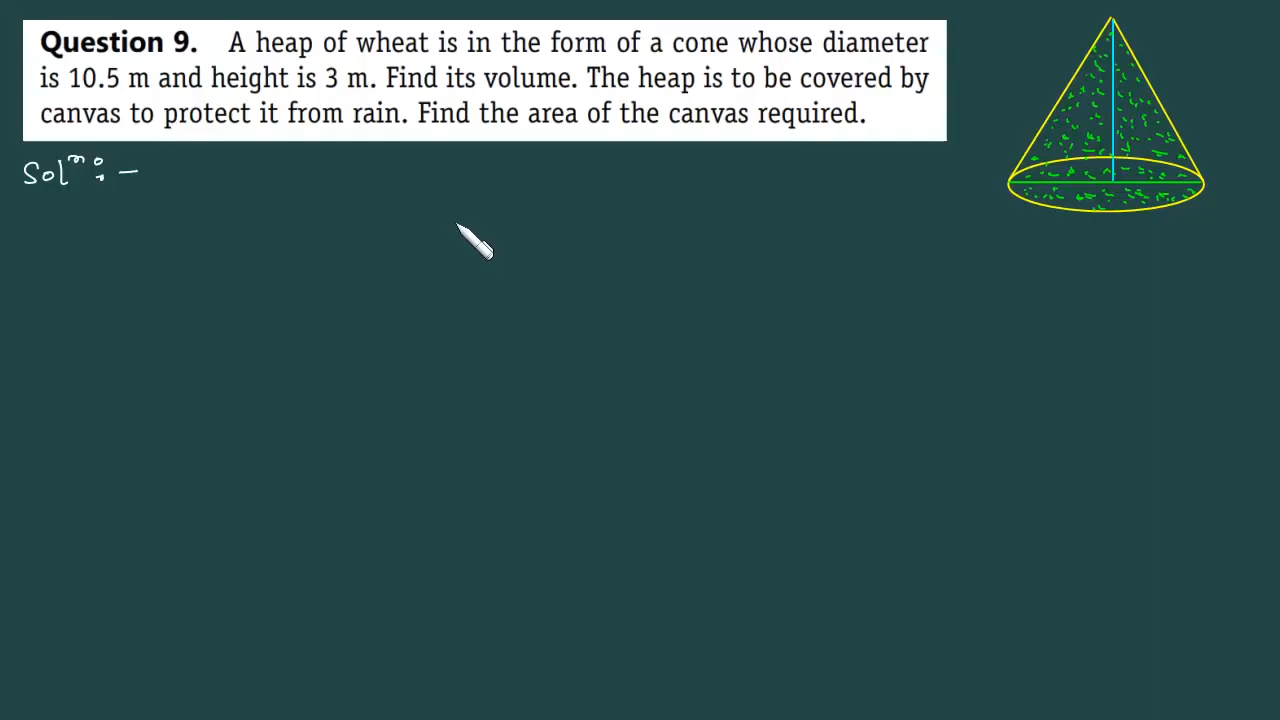 Question 9. A heap of wheat is in the form of a cone whose diameter
is 10.5 m and height is 3 m. Find its volume. The heap is to be covered by
canvas to protect it from rain. Find the area of the canvas required.
Solⁿ :-